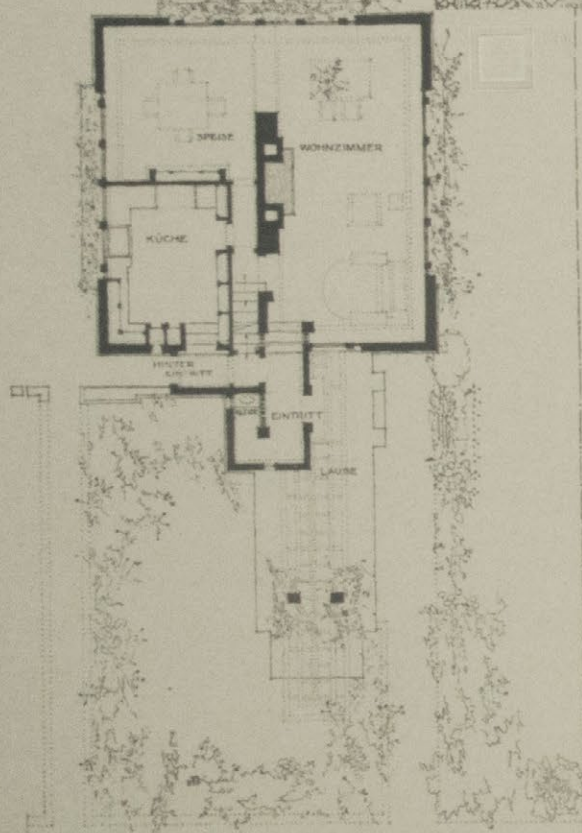 SPEISE
WOHNZIMMER
KÜCHE
HINTER
EINTRITT
EINTRITT
LAUBE